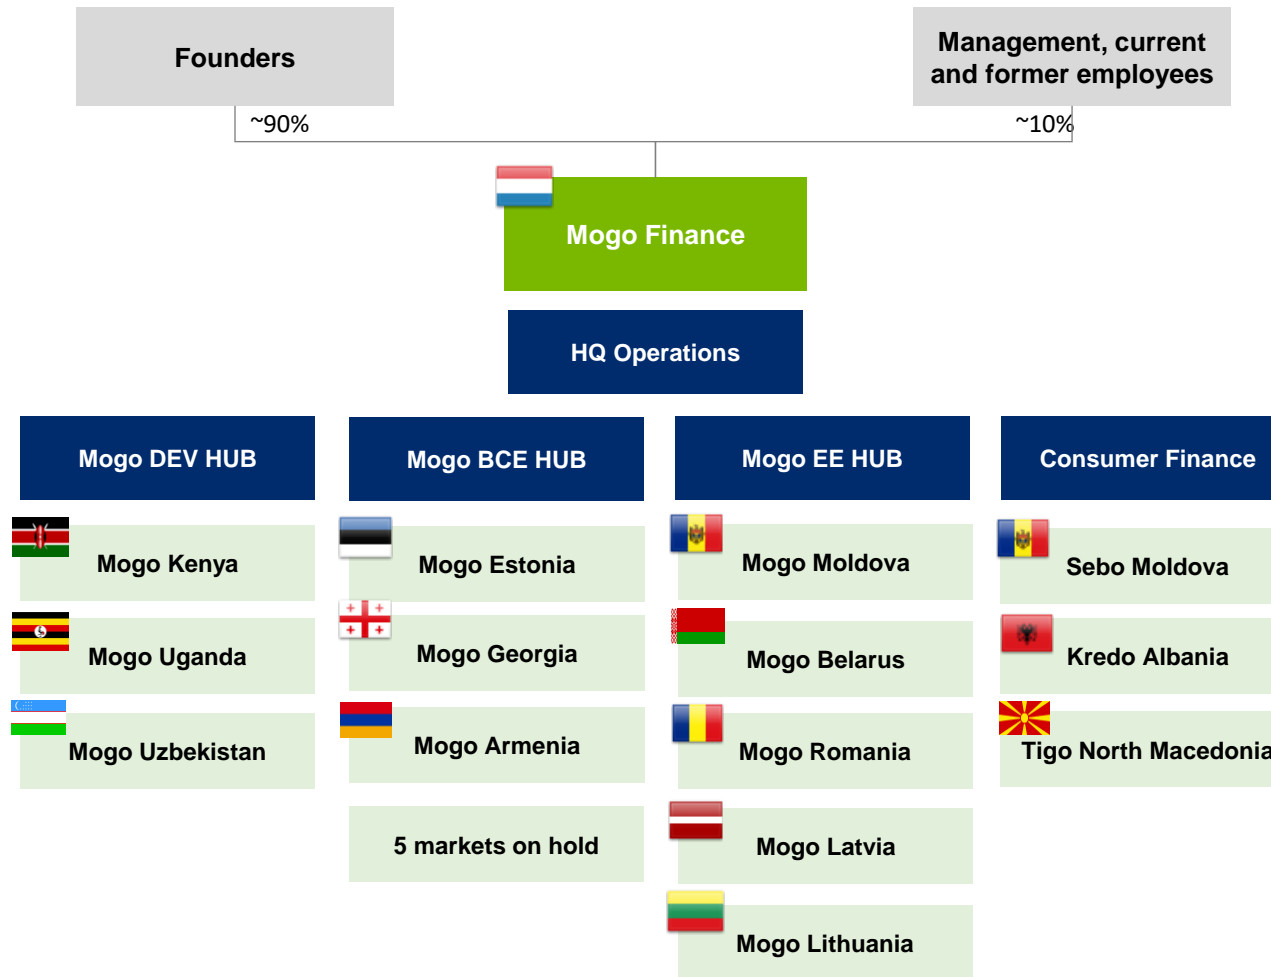 Founders
Management, current
and former employees
~90%
~10%
Mogo Finance
HQ Operations
Mogo DEV HUB
Mogo Kenya
Mogo Uganda
Mogo Uzbekistan
Mogo BCE HUB
Mogo Estonia
Mogo Georgia
Mogo Armenia
5 markets on hold
Mogo EE HUB
Mogo Moldova
Mogo Belarus
Mogo Romania
Mogo Latvia
Mogo Lithuania
Consumer Finance
Sebo Moldova
Kredo Albania
Tigo North Macedonia